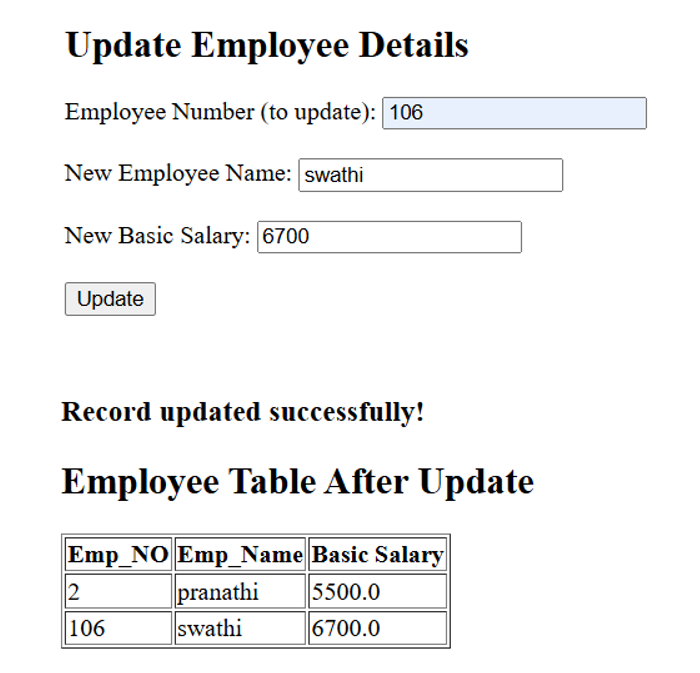 Update Employee Details
Employee Number (to update): 106
New Employee Name: swathi
New Basic Salary: 6700
Update
Record updated successfully!
Employee Table After Update
Emp_NO Emp_Name Basic Salary
2 pranathi 5500.0
106 swathi 6700.0